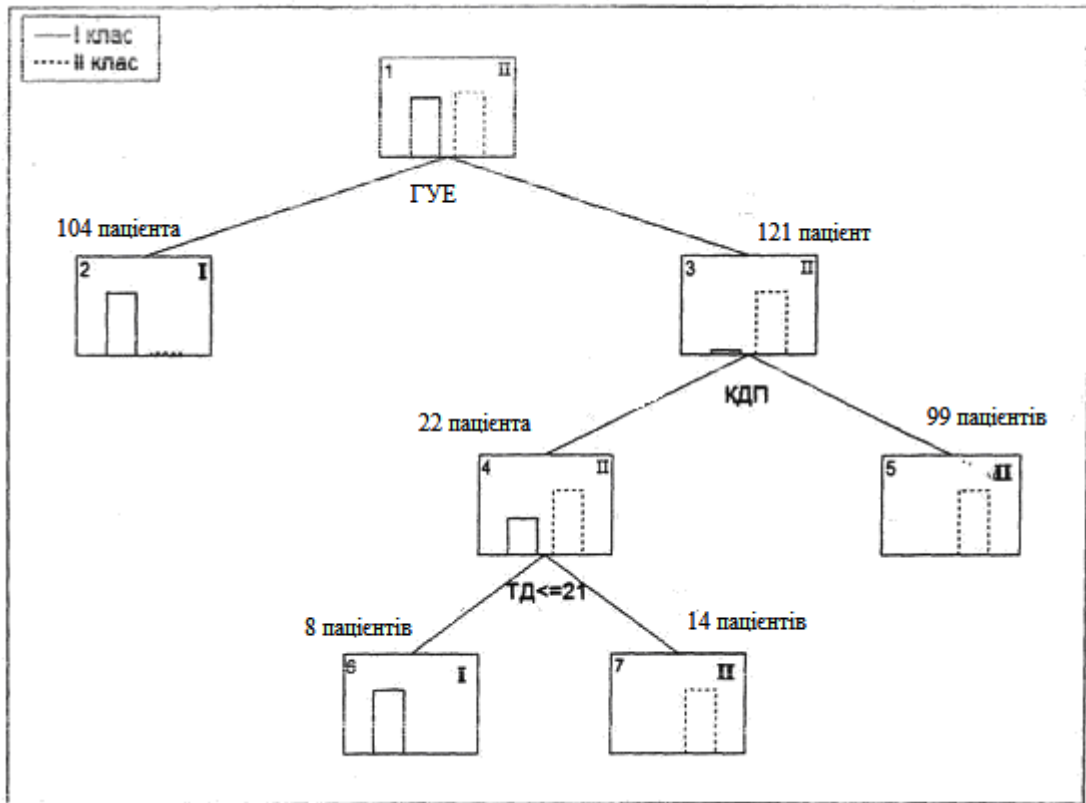 I клас
II клас
1 II
ГУЕ
104 пацієнта
121 пацієнт
2 I
3 II
КДП
22 пацієнта
99 пацієнтів
4 II
5 II
ТД<=21
8 пацієнтів
14 пацієнтів
6 I
7 II